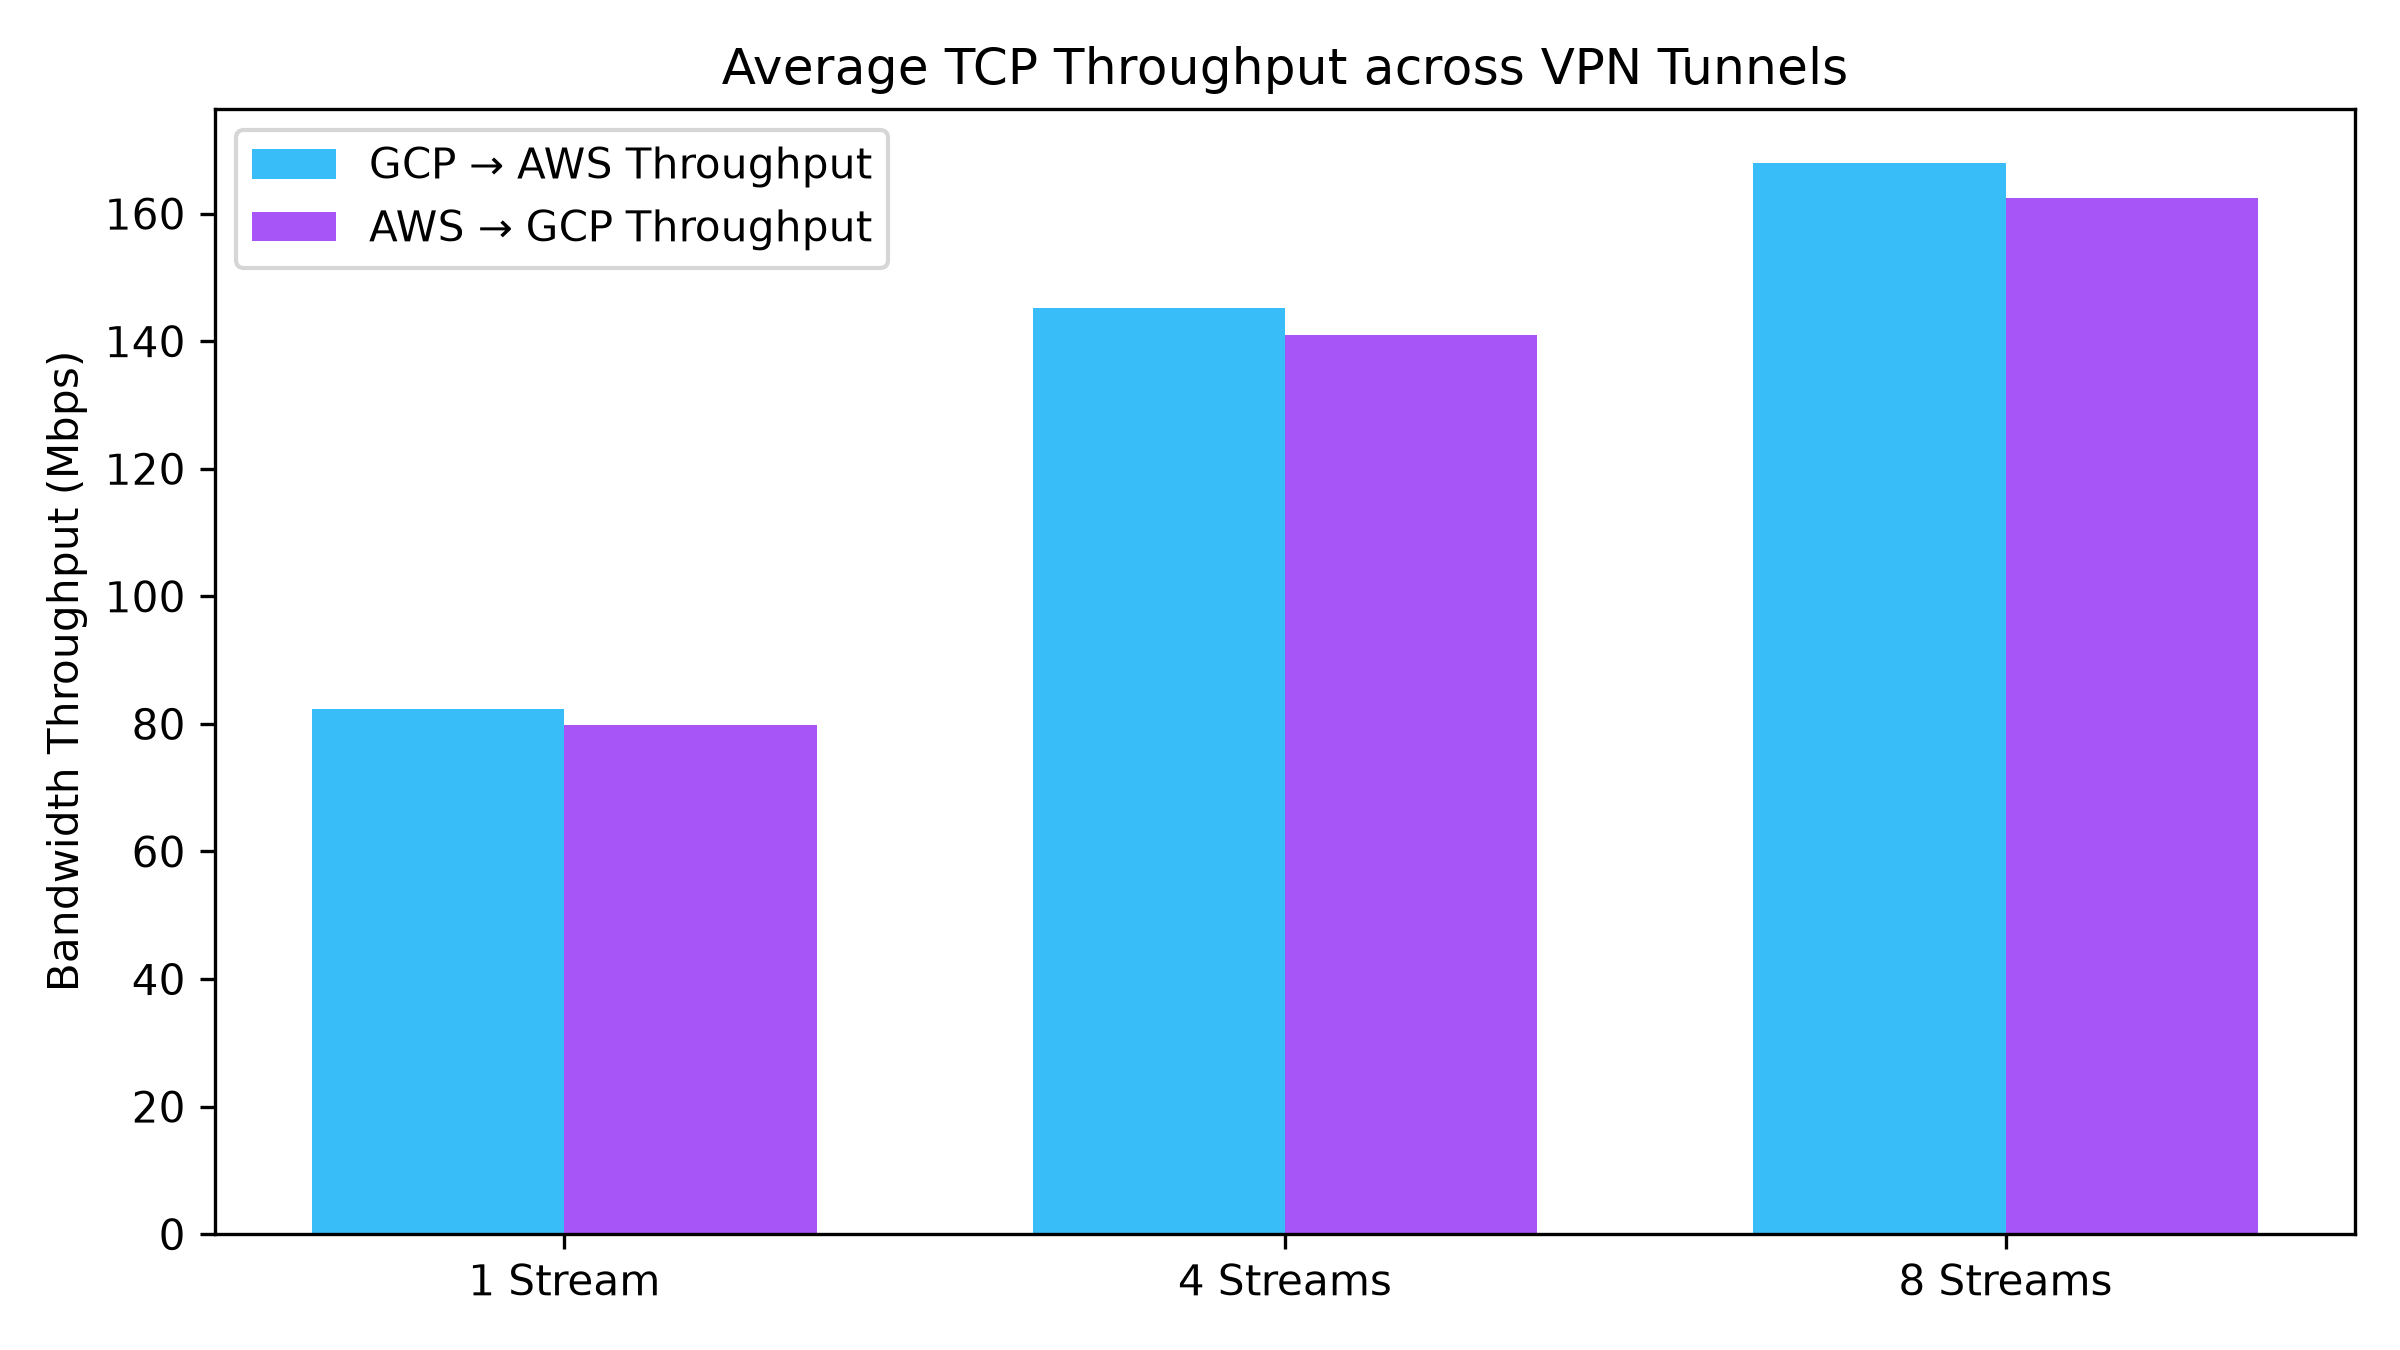 Average TCP Throughput across VPN Tunnels
GCP → AWS Throughput
AWS → GCP Throughput
Bandwidth Throughput (Mbps)
160
140
120
100
80
60
40
20
0
1 Stream
4 Streams
8 Streams